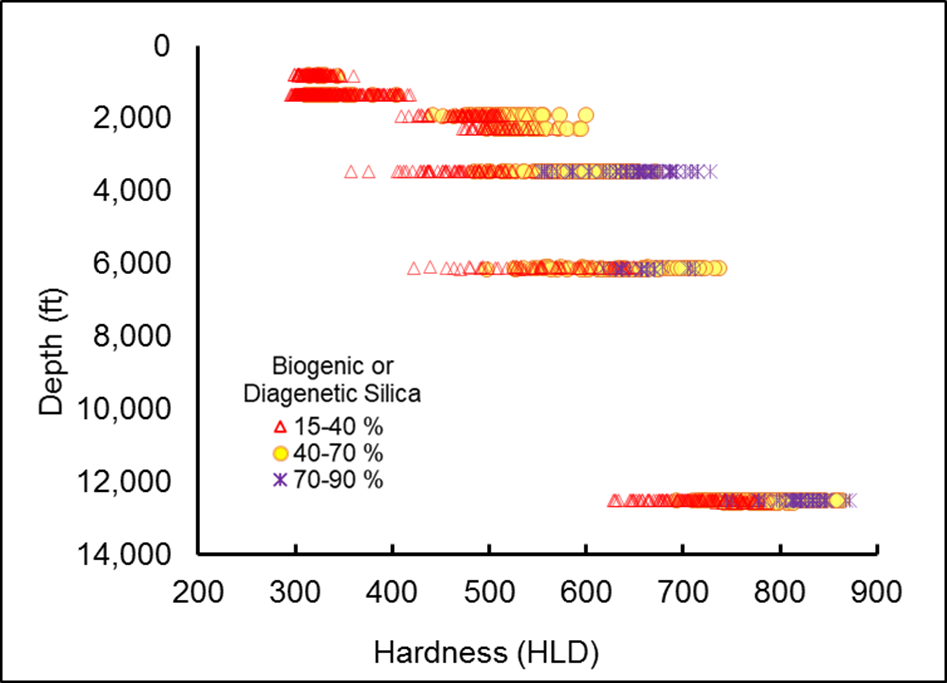 0
2,000
4,000
6,000
8,000
10,000
12,000
14,000
Depth (ft)
Biogenic or
Diagenetic Silica
15-40 %
40-70 %
70-90 %
200 300 400 500 600 700 800 900
Hardness (HLD)